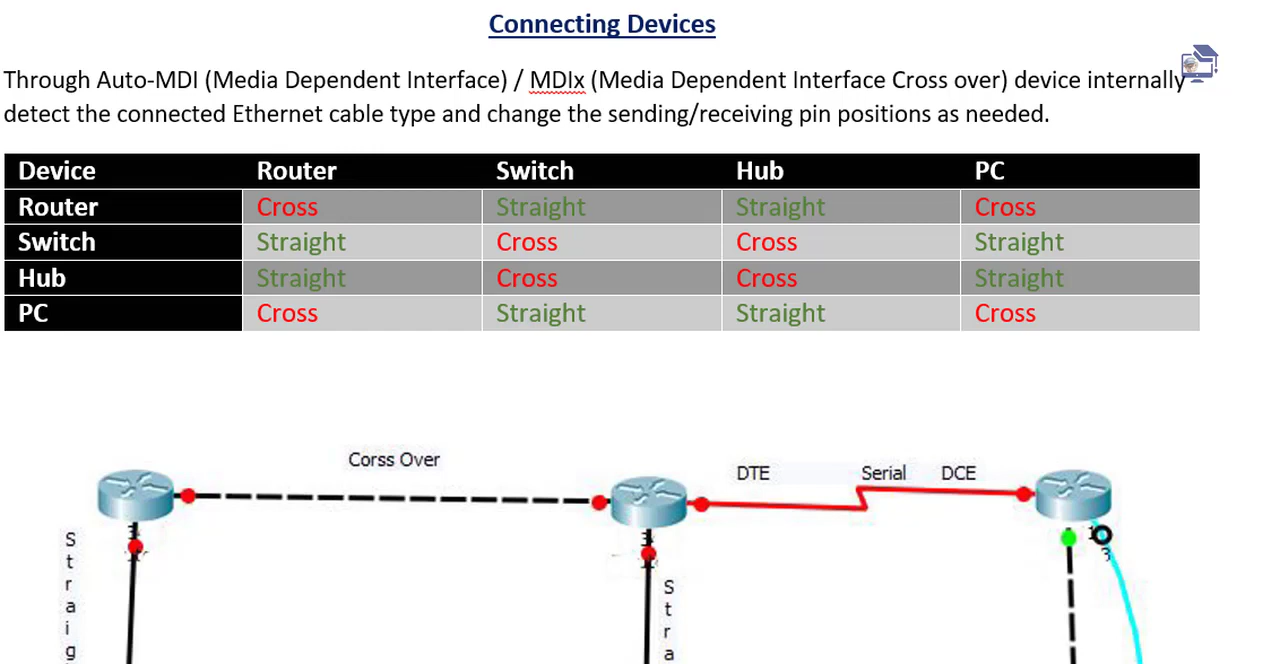 Connecting Devices
Through Auto-MDI (Media Dependent Interface) / MDIx (Media Dependent Interface Cross over) device internally
detect the connected Ethernet cable type and change the sending/receiving pin positions as needed.
Device Router Switch Hub PC
Router Cross Straight Straight Cross
Switch Straight Cross Cross Straight
Hub Straight Cross Cross Straight
PC Cross Straight Straight Cross
Corss Over
DTE Serial DCE
S
t
r
a
i
g
S
t
r
a